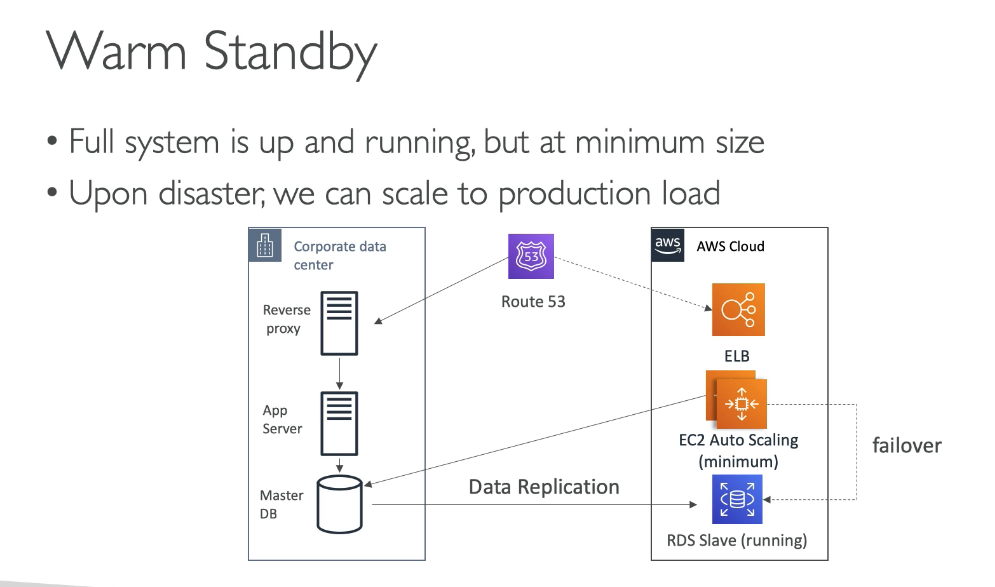 Warm Standby
• Full system is up and running, but at minimum size
• Upon disaster, we can scale to production load
Corporate data
center
Reverse
proxy
App
Server
Master
DB
53
Route 53
Data Replication
aws
AWS Cloud
ELB
EC2 Auto Scaling
(minimum)
RDS Slave (running)
failover